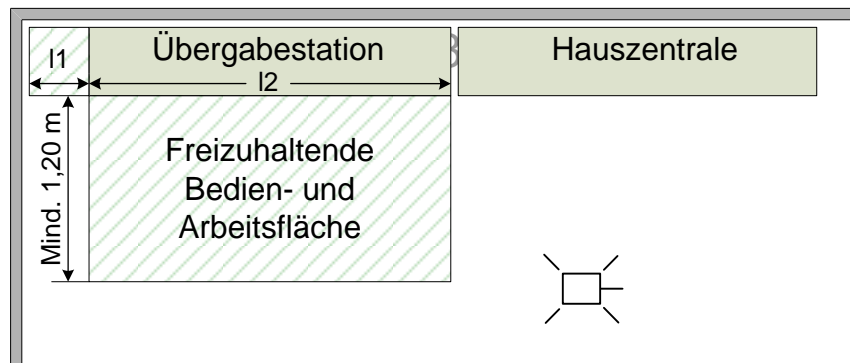 Übergabestation
Hauszentrale
l1
l2
Mind. 1,20 m
Freizuhaltende
Bedien- und
Arbeitsfläche